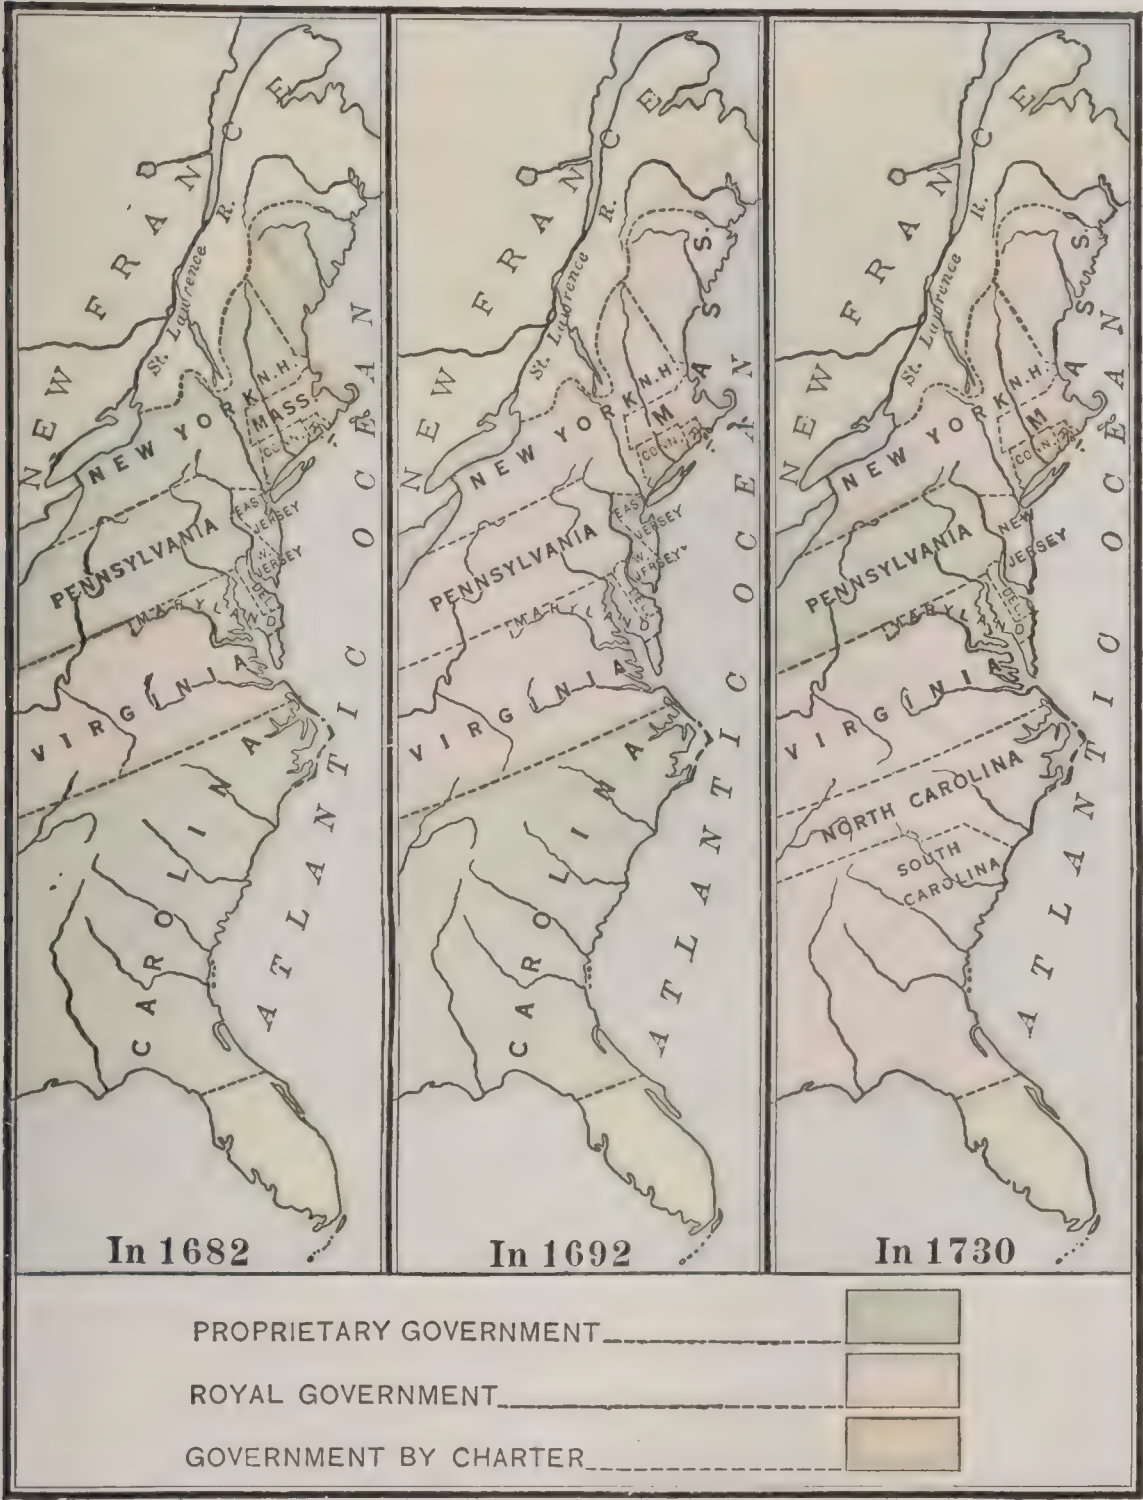 NEW FRANCE
St. Lawrence R.
NEW YORK
N.H.
MASS.
CONN.
R.I.
PENNSYLVANIA
EAST
JERSEY
W.
JERSEY
MARYLAND
DEL.
VIRGINIA
CAROLINA
ATLANTIC OCEAN
In 1682
NEW FRANCE
St. Lawrence R.
NEW YORK
N.H.
MASS.
CONN.
PENNSYLVANIA
EAST
JERSEY
W.
JERSEY
MARYLAND
DEL.
VIRGINIA
CAROLINA
ATLANTIC OCEAN
In 1692
NEW FRANCE
St. Lawrence R.
NEW YORK
N.H.
MASS.
CONN.
PENNSYLVANIA
NEW
JERSEY
MARYLAND
DEL.
VIRGINIA
NORTH CAROLINA
SOUTH
CAROLINA
ATLANTIC OCEAN
In 1730
PROPRIETARY GOVERNMENT
ROYAL GOVERNMENT
GOVERNMENT BY CHARTER